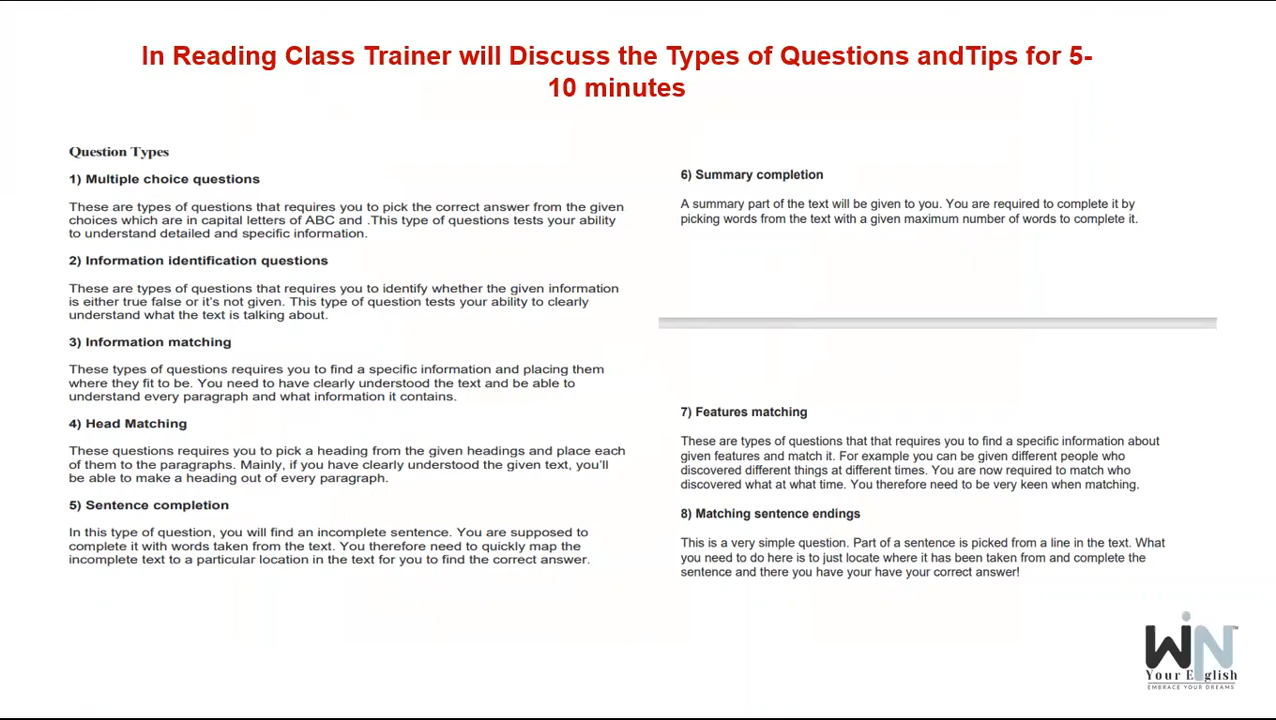 In Reading Class Trainer will Discuss the Types of Questions andTips for 5-
10 minutes
Question Types
1) Multiple choice questions
These are types of questions that requires you to pick the correct answer from the given
choices which are in capital letters of ABC and .This type of questions tests your ability
to understand detailed and specific information.
2) Information identification questions
These are types of questions that requires you to identify whether the given information
is either true false or it's not given. This type of question tests your ability to clearly
understand what the text is talking about.
3) Information matching
These types of questions requires you to find a specific information and placing them
where they fit to be. You need to have clearly understood the text and be able to
understand every paragraph and what information it contains.
4) Head Matching
These questions requires you to pick a heading from the given headings and place each
of them to the paragraphs. Mainly, if you have clearly understood the given text, you'll
be able to make a heading out of every paragraph.
5) Sentence completion
In this type of question, you will find an incomplete sentence. You are supposed to
complete it with words taken from the text. You therefore need to quickly map the
incomplete text to a particular location in the text for you to find the correct answer.
6) Summary completion
A summary part of the text will be given to you. You are required to complete it by
picking words from the text with a given maximum number of words to complete it.
7) Features matching
These are types of questions that that requires you to find a specific information about
given features and match it. For example you can be given different people who
discovered different things at different times. You are now required to match who
discovered what at what time. You therefore need to be very keen when matching.
8) Matching sentence endings
This is a very simple question. Part of a sentence is picked from a line in the text. What
you need to do here is to just locate where it has been taken from and complete the
sentence and there you have your have your correct answer!
WiN™
Your English
EMBRACE YOUR DREAMS